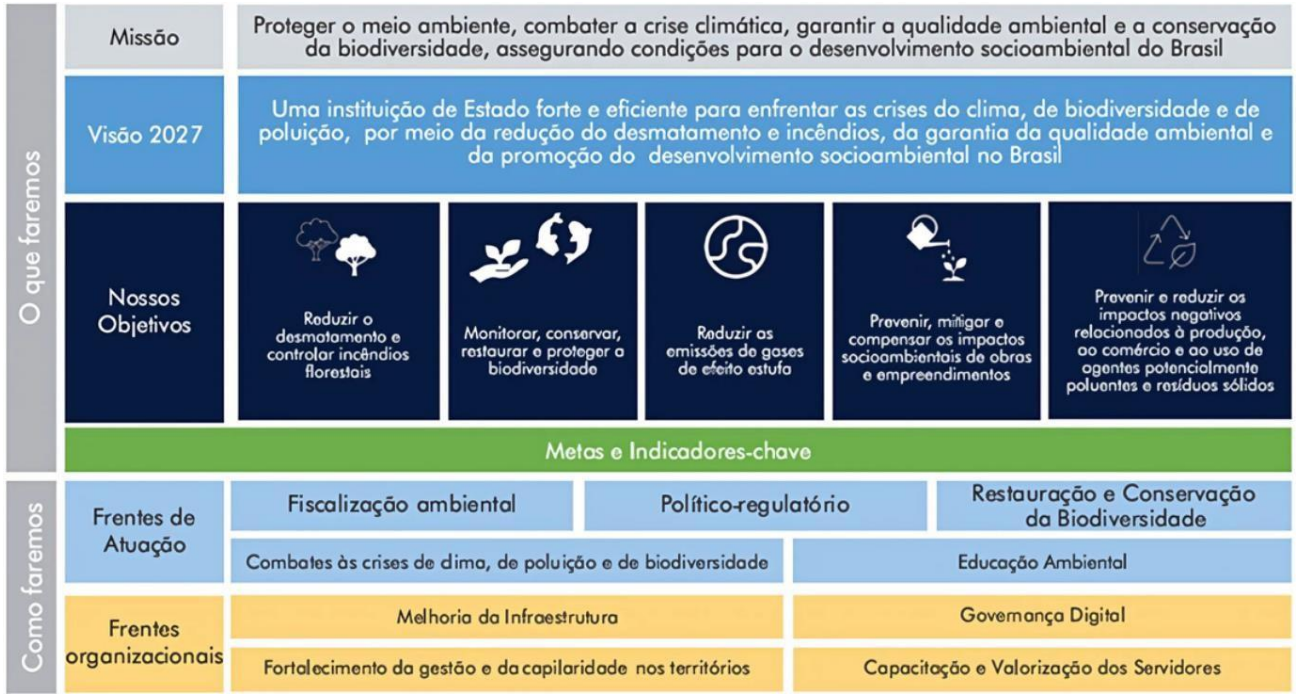 O que faremos
Missão
Proteger o meio ambiente, combater a crise climática, garantir a qualidade ambiental e a conservação
da biodiversidade, assegurando condições para o desenvolvimento socioambiental do Brasil
Visão 2027
Uma instituição de Estado forte e eficiente para enfrentar as crises do clima, de biodiversidade e de
poluição, por meio da redução do desmatamento e incêndios, da garantia da qualidade ambiental e
da promoção do desenvolvimento socioambiental no Brasil
Nossos
Objetivos
Reduzir o
desmatamento e
controlar incêndios
florestais
Monitorar, conservar,
restaurar e proteger a
biodiversidade
Reduzir as
emissões de gases
de efeito estufa
Prevenir, mitigar e
compensar os impactos
socioambientais de obras
e empreendimentos
Prevenir e reduzir os
impactos negativos
relacionados à produção,
ao comércio e ao uso de
agentes potencialmente
poluentes e resíduos sólidos
Metas e Indicadores-chave
Como faremos
Frentes de
Atuação
Fiscalização ambiental
Político-regulatório
Restauração e Conservação
da Biodiversidade
Combates às crises de clima, de poluição e de biodiversidade
Educação Ambiental
Frentes
organizacionais
Melhoria da Infraestrutura
Governança Digital
Fortalecimento da gestão e da capilaridade nos territórios
Capacitação e Valorização dos Servidores